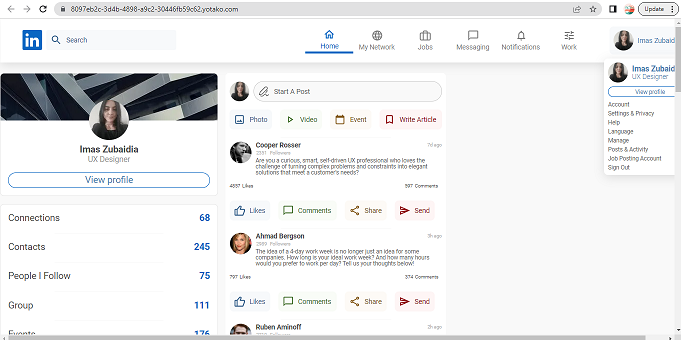 8097eb2c-3d4b-4898-a9c2-30446fb59c62.yotako.com
Update
in
Search
Home
My Network
Jobs
Messaging
Notifications
Work
Imas Zubaid
Imas Zubaidia
UX Designer
View profile
Connections 68
Contacts 245
People I Follow 75
Group 111
Events 176
Start A Post
Photo
Video
Event
Write Article
Cooper Rosser
Followers
Are you a curious, smart, self-driven UX professional who loves the
challenge of turning complex problems and constraints into elegant
solutions that meet a customer's needs?
4857 Likes
597 Comments
Likes
Comments
Share
Send
Ahmad Bergson
3h ago
Followers
The idea of a 4-day work week is no longer just an idea for some
companies. How long is your ideal work week? And how many hours
would you prefer to work per day? Tell us your thoughts below!
797 Likes
374 Comments
Likes
Comments
Share
Send
Ruben Aminoff
2h ago
Imas Zubaid
UX Designer
View profile
Account
Settings & Privacy
Help
Language
Manage
Posts & Activity
Job Posting Account
Sign Out